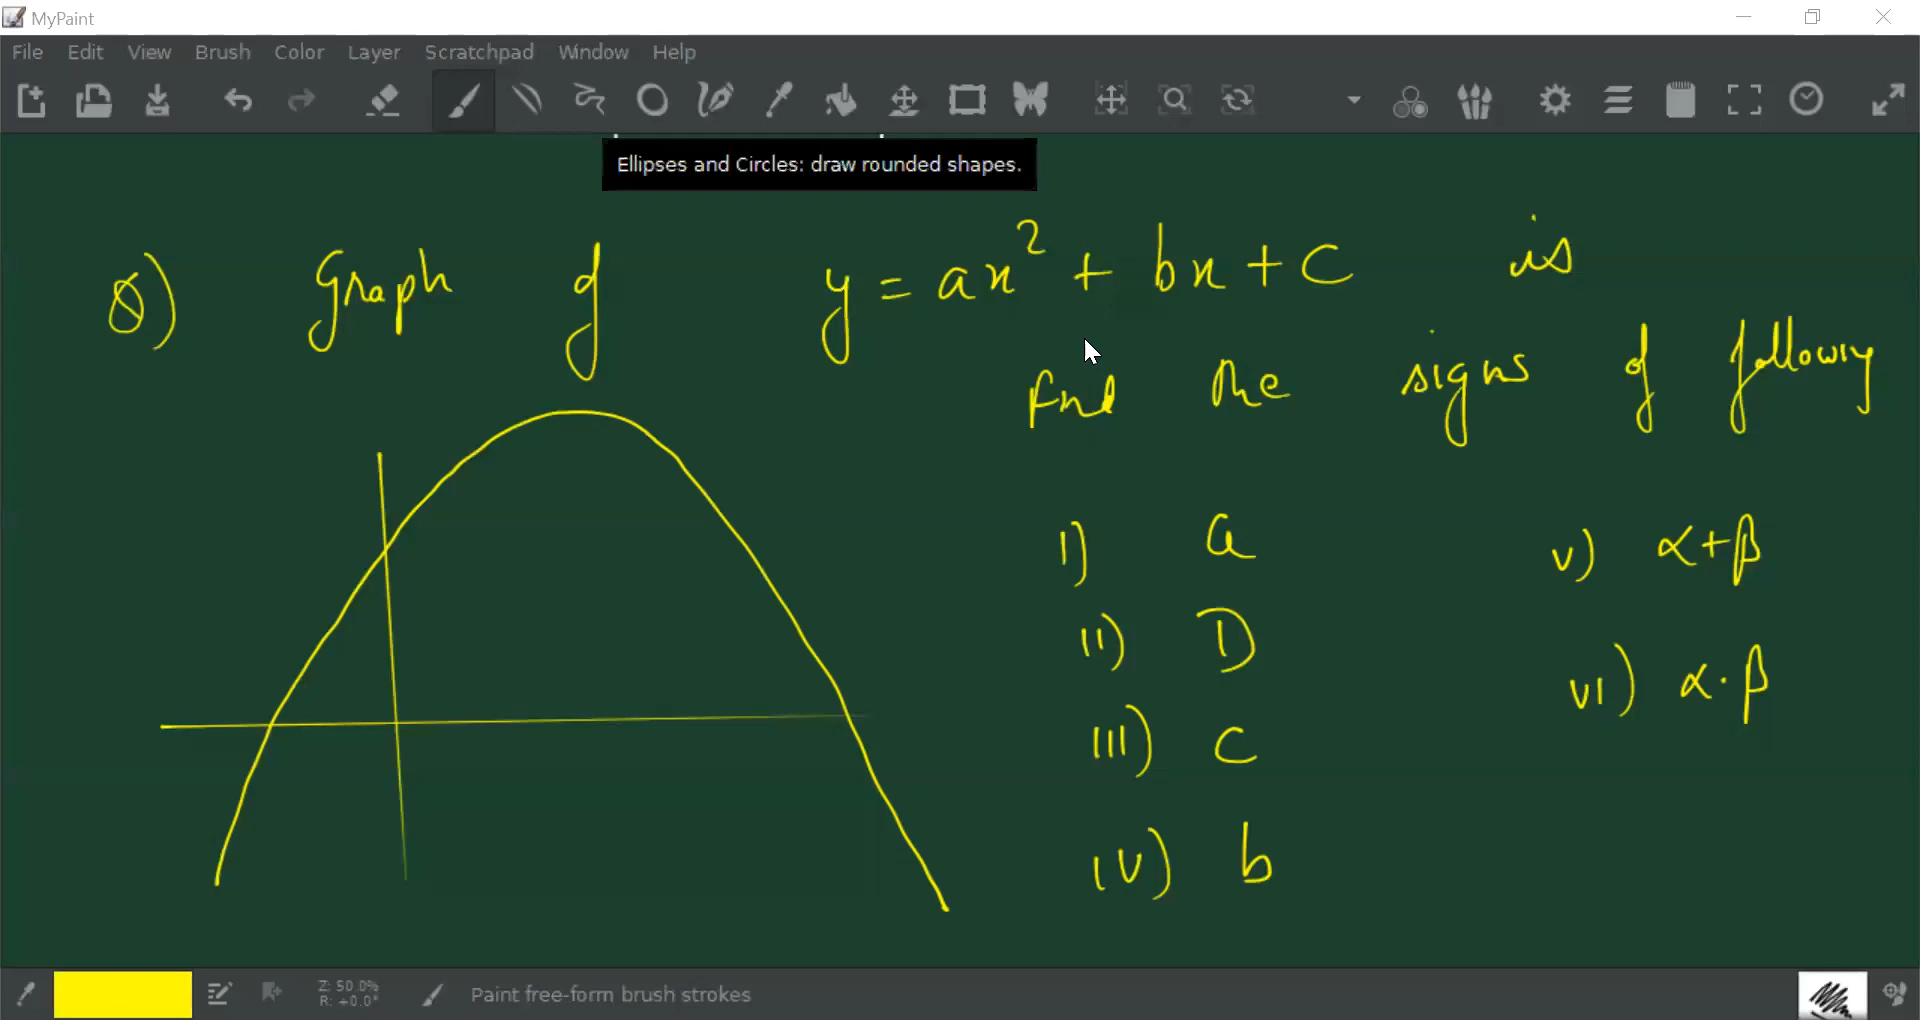 MyPaint
File Edit View Brush Color Layer Scratchpad Window Help
Ellipses and Circles: draw rounded shapes.
Q) Graph of y = ax² + bx + c is
find the signs of following
I) a
II) D
III) c
IV) b
V) α+β
VI) α.β
Z: 50.0%
R: +0.0°
Paint free-form brush strokes